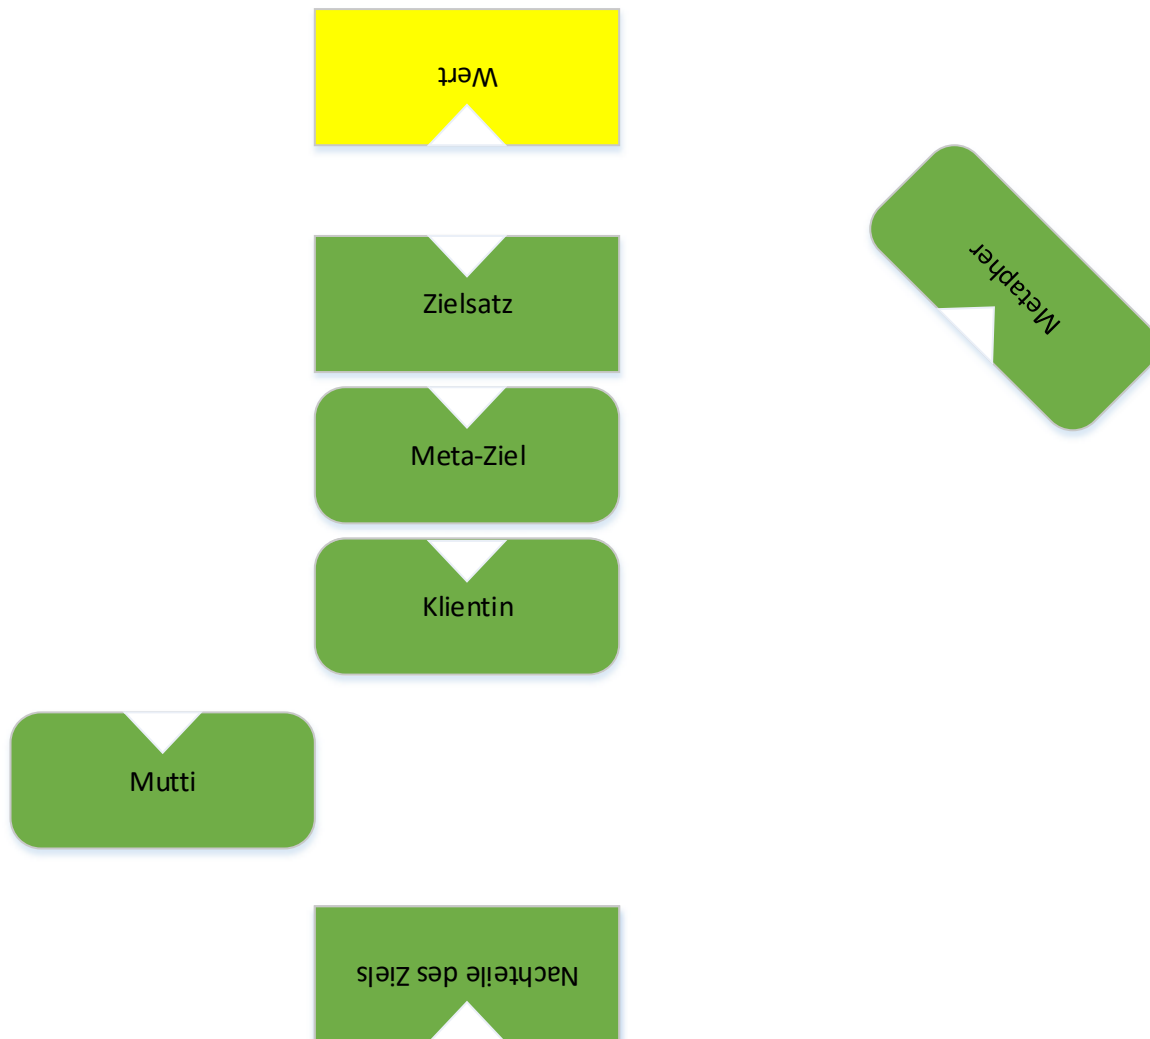 Wert
Metapher
Zielsatz
Meta-Ziel
Klientin
Mutti
Nachteile des Ziels